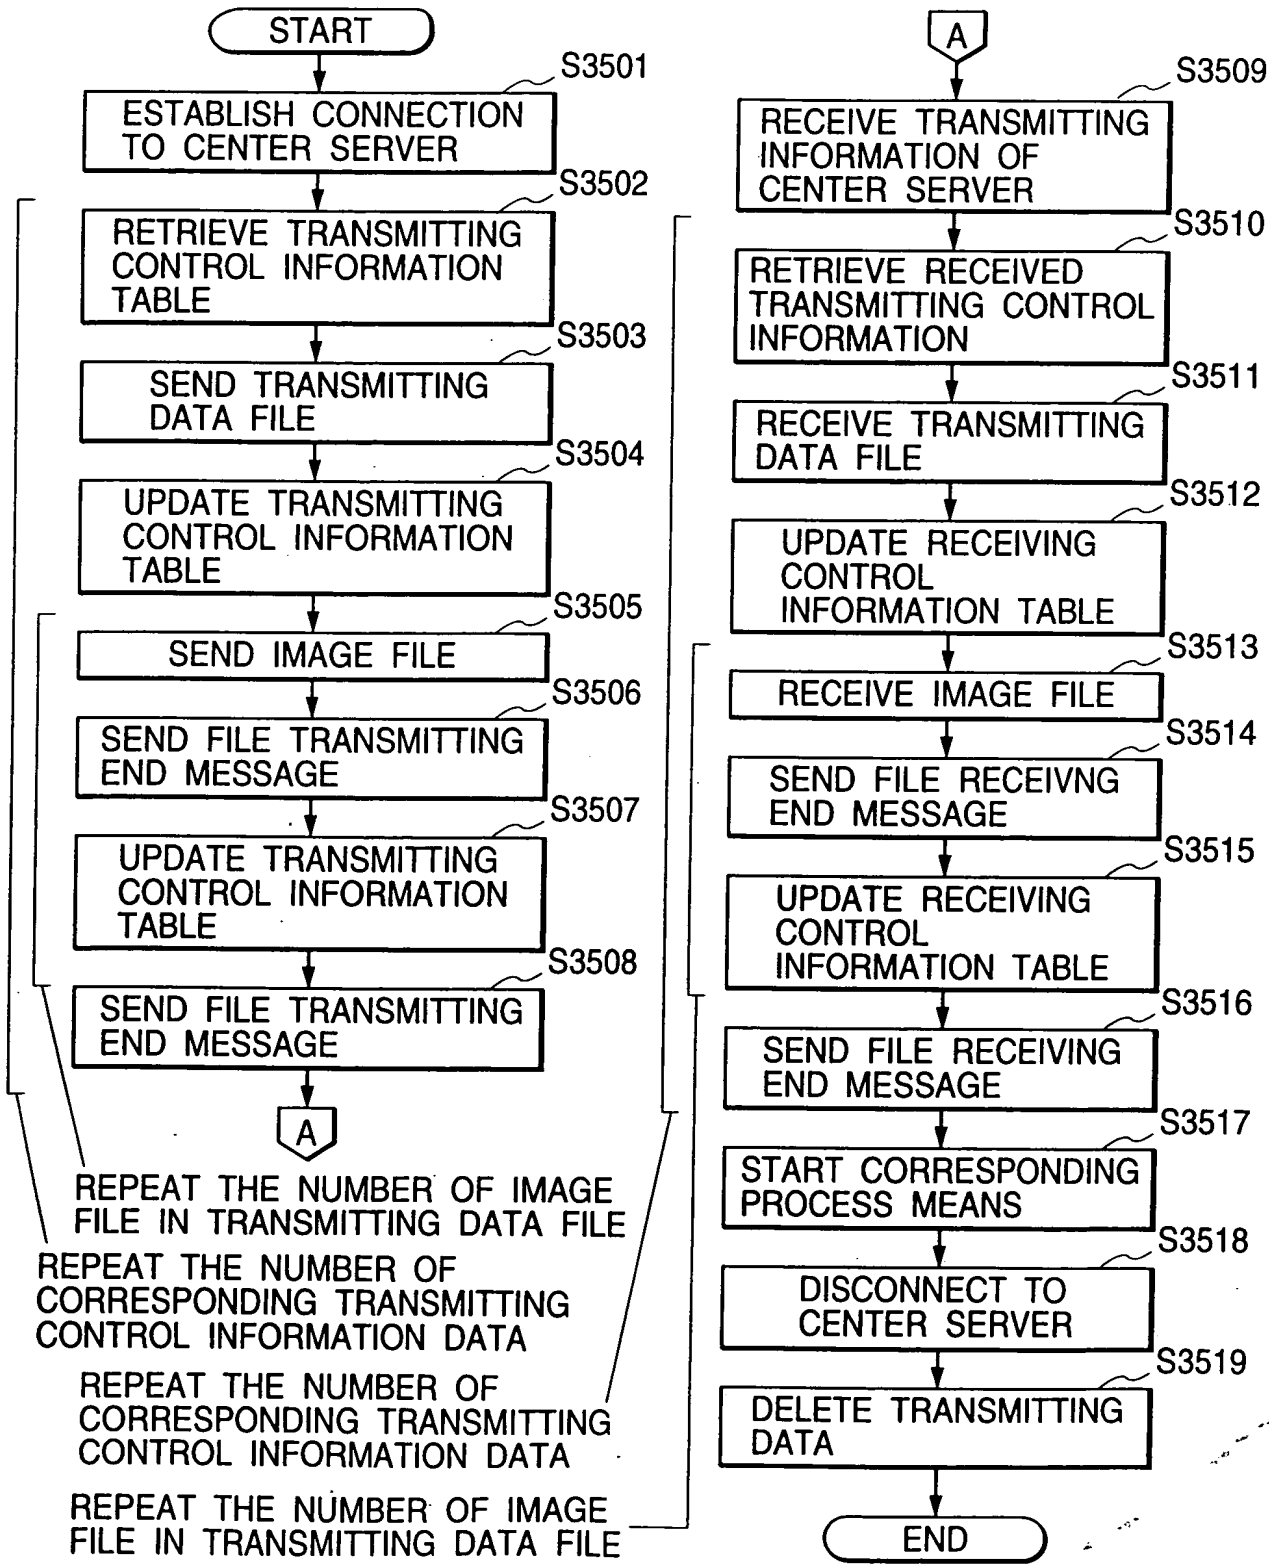 START
S3501
ESTABLISH CONNECTION
TO CENTER SERVER
S3502
RETRIEVE TRANSMITTING
CONTROL INFORMATION
TABLE
S3503
SEND TRANSMITTING
DATA FILE
S3504
UPDATE TRANSMITTING
CONTROL INFORMATION
TABLE
S3505
SEND IMAGE FILE
S3506
SEND FILE TRANSMITTING
END MESSAGE
S3507
UPDATE TRANSMITTING
CONTROL INFORMATION
TABLE
S3508
SEND FILE TRANSMITTING
END MESSAGE
A
REPEAT THE NUMBER OF IMAGE
FILE IN TRANSMITTING DATA FILE
REPEAT THE NUMBER OF
CORRESPONDING TRANSMITTING
CONTROL INFORMATION DATA
REPEAT THE NUMBER OF
CORRESPONDING TRANSMITTING
CONTROL INFORMATION DATA
REPEAT THE NUMBER OF IMAGE
FILE IN TRANSMITTING DATA FILE
A
S3509
RECEIVE TRANSMITTING
INFORMATION OF
CENTER SERVER
S3510
RETRIEVE RECEIVED
TRANSMITTING CONTROL
INFORMATION
S3511
RECEIVE TRANSMITTING
DATA FILE
S3512
UPDATE RECEIVING
CONTROL
INFORMATION TABLE
S3513
RECEIVE IMAGE FILE
S3514
SEND FILE RECEIVNG
END MESSAGE
S3515
UPDATE RECEIVING
CONTROL
INFORMATION TABLE
S3516
SEND FILE RECEIVING
END MESSAGE
S3517
START CORRESPONDING
PROCESS MEANS
S3518
DISCONNECT TO
CENTER SERVER
S3519
DELETE TRANSMITTING
DATA
END